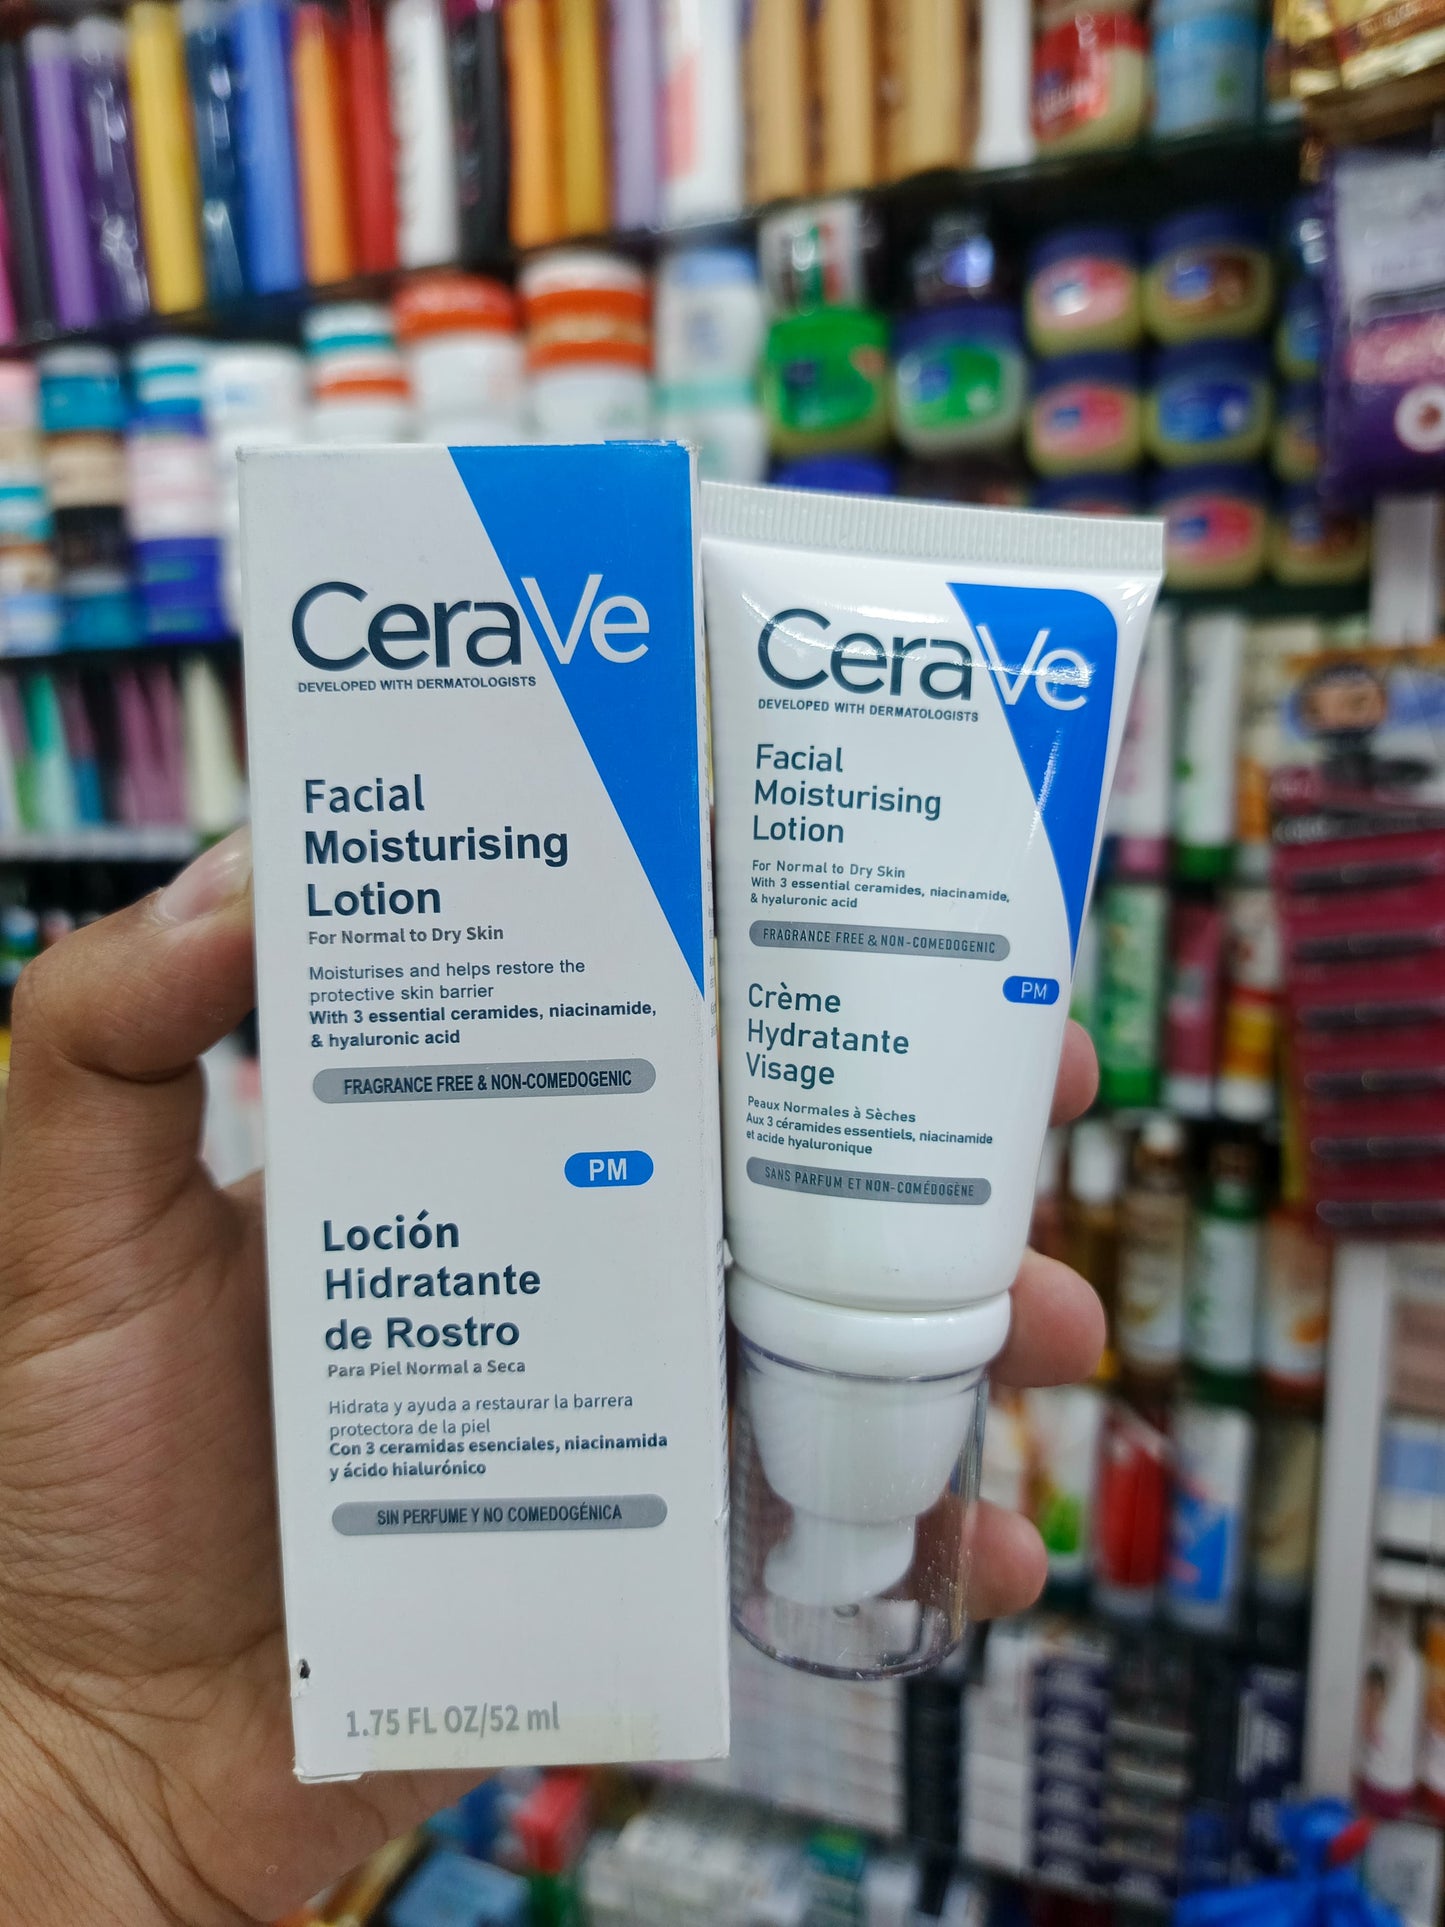 CeraVe
DEVELOPED WITH DERMATOLOGISTS
Facial
Moisturising
Lotion
For Normal to Dry Skin
Moisturises and helps restore the
protective skin barrier
With 3 essential ceramides, niacinamide,
& hyaluronic acid
FRAGRANCE FREE & NON-COMEDOGENIC
PM
Loción
Hidratante
de Rostro
Para Piel Normal a Seca
Hidrata y ayuda a restaurar la barrera
protectora de la piel
Con 3 ceramidas esenciales, niacinamida
y ácido hialurónico
SIN PERFUME Y NO COMEDOGÉNICA
1.75 FL OZ/52 ml
CeraVe
DEVELOPED WITH DERMATOLOGISTS
Facial
Moisturising
Lotion
For Normal to Dry Skin
With 3 essential ceramides, niacinamide,
& hyaluronic acid
FRAGRANCE FREE & NON-COMEDOGENIC
PM
Crème
Hydratante
Visage
Peaux Normales à Sèches
Aux 3 céramides essentiels, niacinamide
et acide hyaluronique
SANS PARFUM ET NON-COMÉDOGÈNE